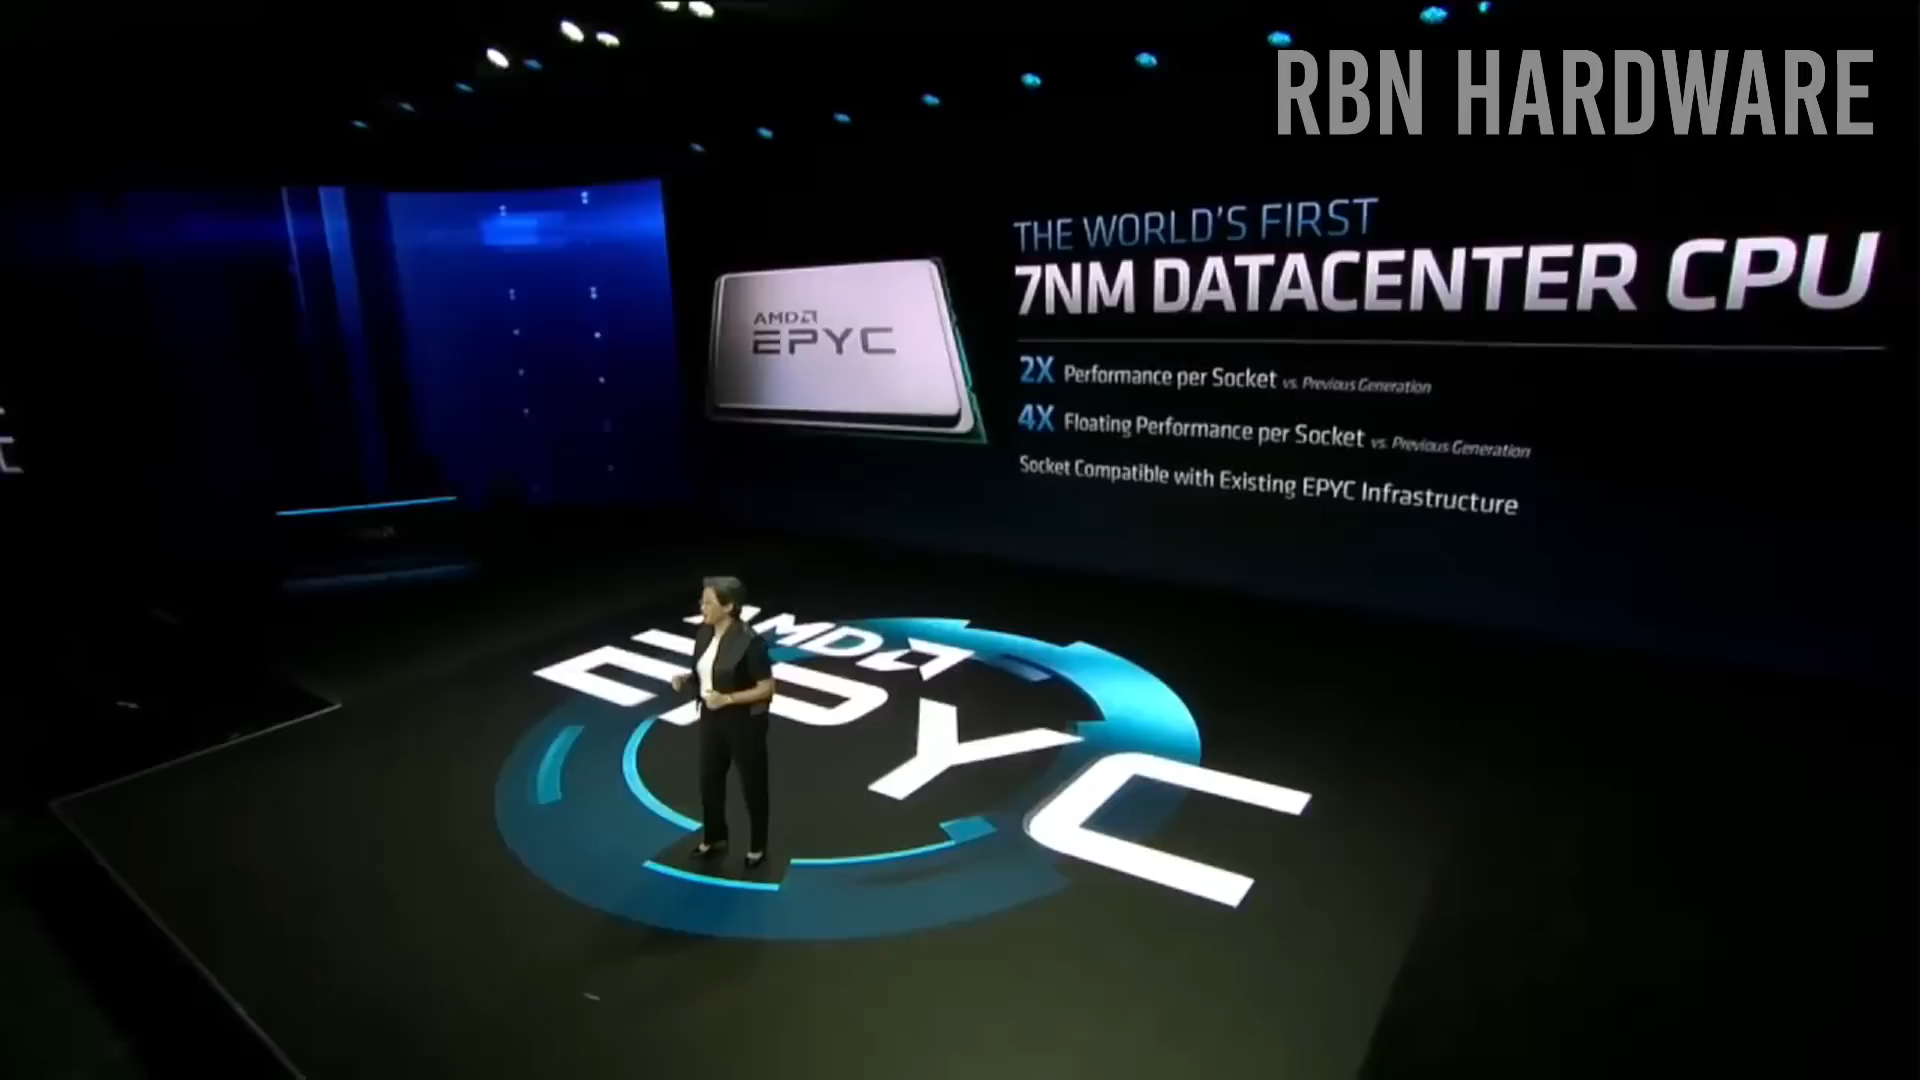 RBN HARDWARE
THE WORLD'S FIRST
7NM DATACENTER CPU
AMD
EPYC
2X Performance per Socket vs. Previous Generation
4X Floating Performance per Socket vs. Previous Generation
Socket Compatible with Existing EPYC Infrastructure
AMD
EPYC